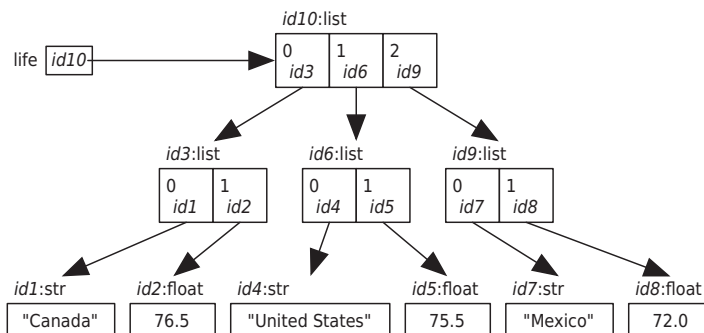 id10:list
0 1 2
life id10 id3 id6 id9
id3:list id6:list id9:list
0 1 0 1 0 1
id1 id2 id4 id5 id7 id8
id1:str id2:float id4:str id5:float id7:str id8:float
"Canada" 76.5 "United States" 75.5 "Mexico" 72.0